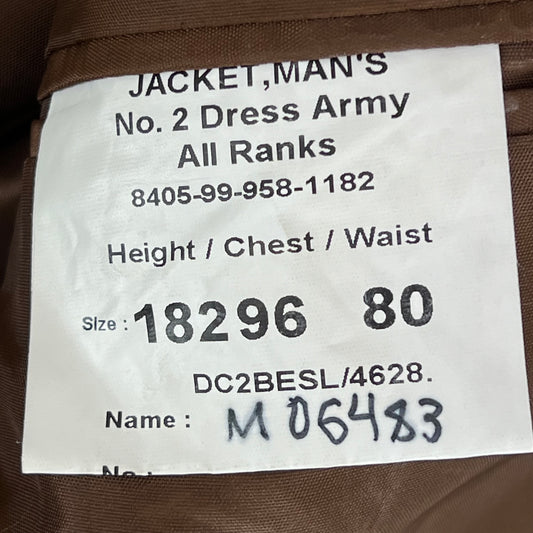 JACKET,MAN'S
No. 2 Dress Army
All Ranks
8405-99-958-1182
Height / Chest / Waist
Size : 18296 80
DC2BESL/4628.
Name : M 06483
No :